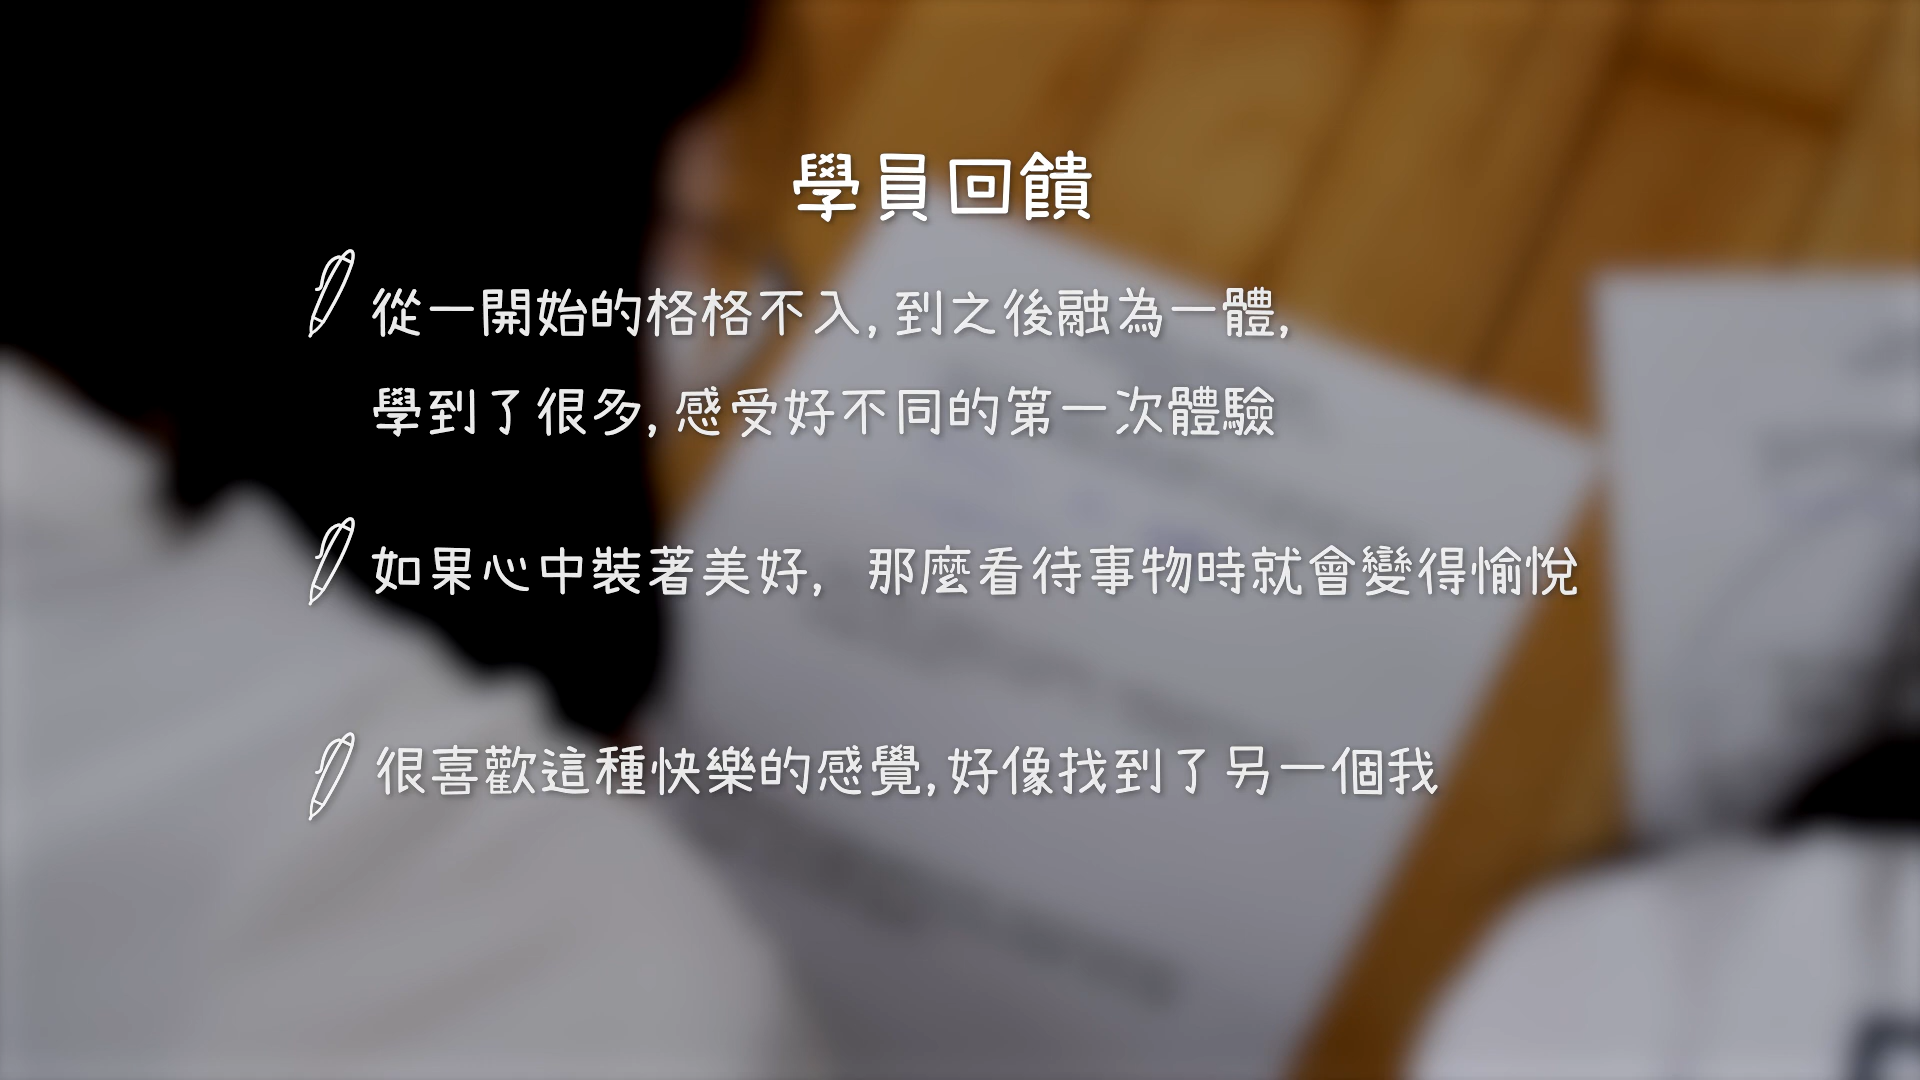 學員回饋
從一開始的格格不入,到之後融為一體,
學到了很多,感受好不同的第一次體驗
如果心中裝著美好, 那麼看待事物時就會變得愉悅
很喜歡這種快樂的感覺,好像找到了另一個我